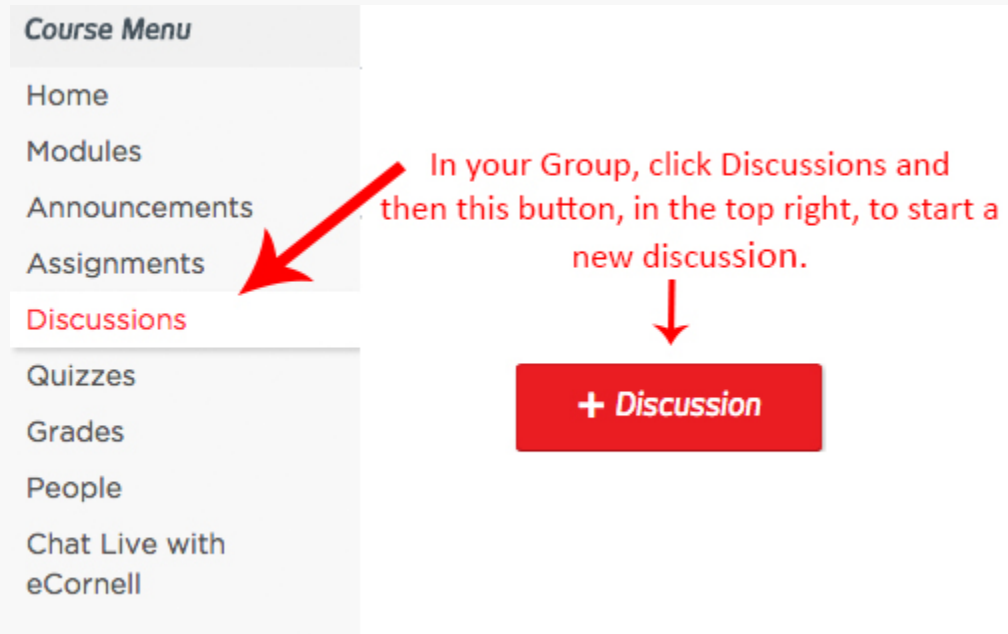 Course Menu
Home
Modules
Announcements
Assignments
Discussions
Quizzes
Grades
People
Chat Live with
eCornell
In your Group, click Discussions and
then this button, in the top right, to start a
new discussion.
+ Discussion